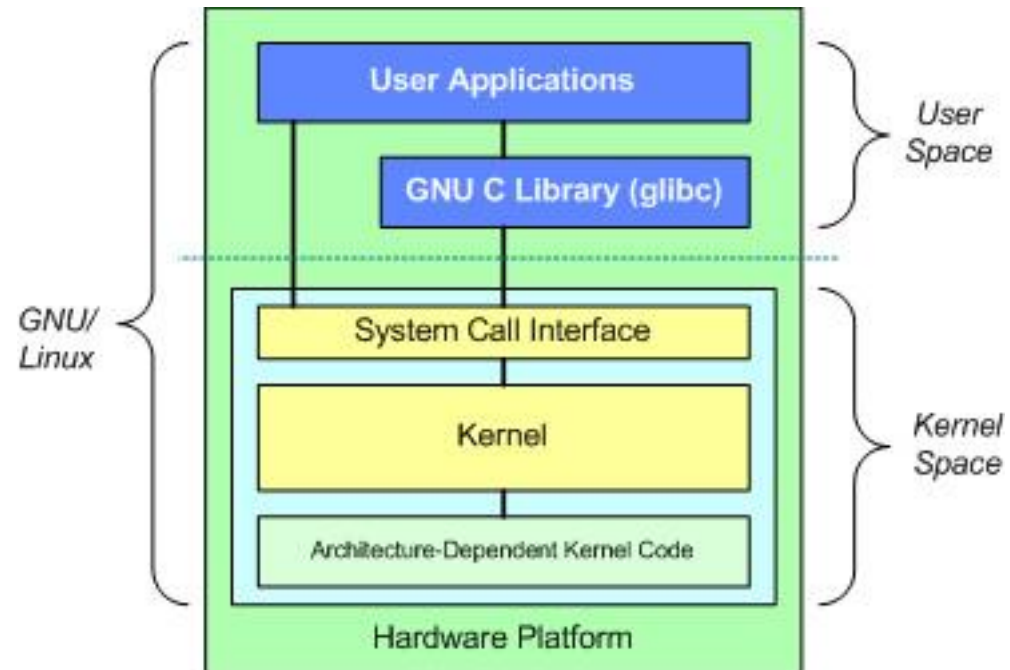 User Applications
User
Space
GNU C Library (glibc)
GNU/
Linux
System Call Interface
Kernel
Kernel
Space
Architecture-Dependent Kernel Code
Hardware Platform